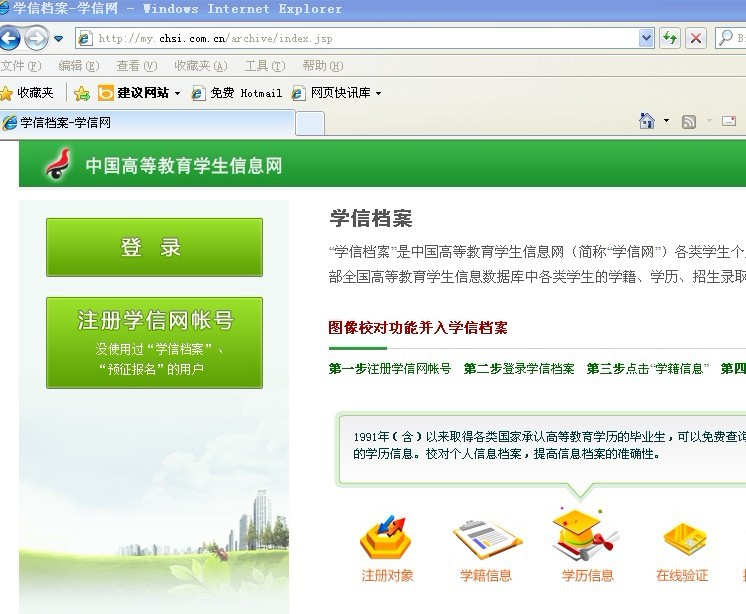 学信档案-学信网 - Windows Internet Explorer
http://my.chsi.com.cn/archive/index.jsp
文件(F) 编辑(E) 查看(V) 收藏夹(A) 工具(T) 帮助(H)
收藏夹 建议网站 免费 Hotmail 网页快讯库
学信档案-学信网
中国高等教育学生信息网
登 录
注册学信网帐号
没使用过“学信档案”、
“预征报名”的用户
学信档案
“学信档案”是中国高等教育学生信息网（简称“学信网”）各类学生个
部全国高等教育学生信息数据库中各类学生的学籍、学历、招生录取
图像校对功能并入学信档案
第一步注册学信网帐号 第二步登录学信档案 第三步点击“学籍信息” 第四
1991年（含）以来取得各类国家承认高等教育学历的毕业生，可以免费查询
的学历信息。校对个人信息档案，提高信息档案的准确性。
注册对象 学籍信息 学历信息 在线验证